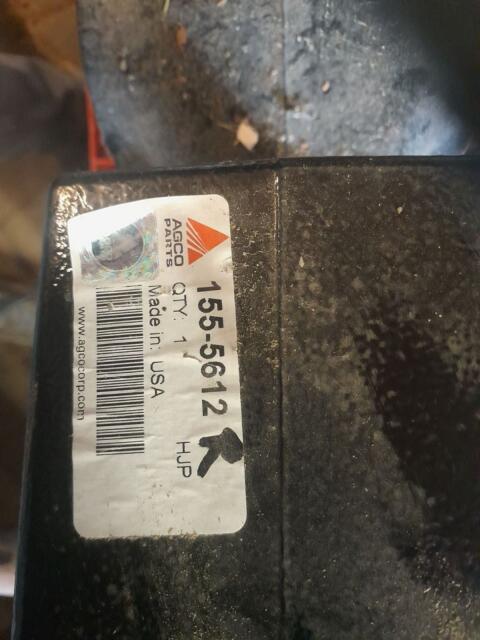 AGCO
PARTS
155-5612
R
QTY: 1
HJP
Made in: USA
www.agcocorp.com